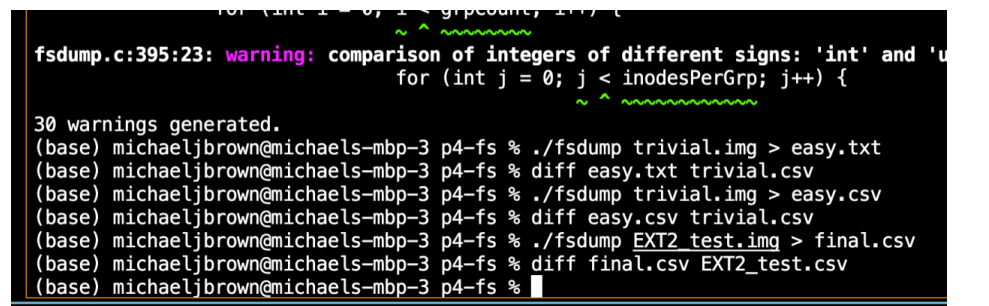 for (int i = 0; i < grpCount; i++) {
~ ^ ~~~~~~~~
fsdump.c:395:23: warning: comparison of integers of different signs: 'int' and 'u
for (int j = 0; j < inodesPerGrp; j++) {
~ ^ ~~~~~~~~~~~~
30 warnings generated.
(base) michaeljbrown@michaels-mbp-3 p4-fs % ./fsdump trivial.img > easy.txt
(base) michaeljbrown@michaels-mbp-3 p4-fs % diff easy.txt trivial.csv
(base) michaeljbrown@michaels-mbp-3 p4-fs % ./fsdump trivial.img > easy.csv
(base) michaeljbrown@michaels-mbp-3 p4-fs % diff easy.csv trivial.csv
(base) michaeljbrown@michaels-mbp-3 p4-fs % ./fsdump EXT2_test.img > final.csv
(base) michaeljbrown@michaels-mbp-3 p4-fs % diff final.csv EXT2_test.csv
(base) michaeljbrown@michaels-mbp-3 p4-fs %